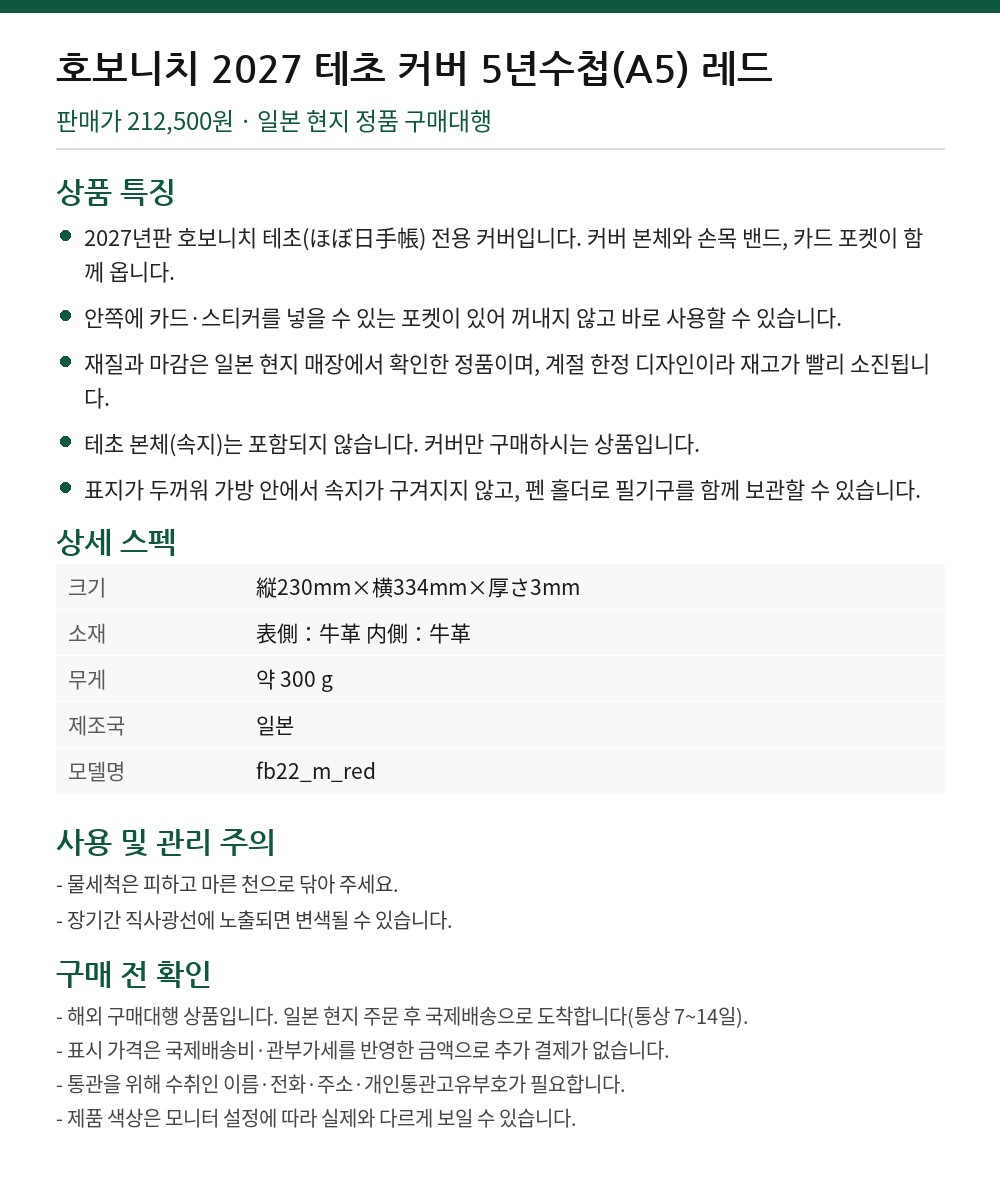 호보니치 2027 테초 커버 5년수첩(A5) 레드
판매가 212,500원 · 일본 현지 정품 구매대행
상품 특징
● 2027년판 호보니치 테초(ほぼ日手帳) 전용 커버입니다. 커버 본체와 손목 밴드, 카드 포켓이 함
께 옵니다.
● 안쪽에 카드·스티커를 넣을 수 있는 포켓이 있어 꺼내지 않고 바로 사용할 수 있습니다.
● 재질과 마감은 일본 현지 매장에서 확인한 정품이며, 계절 한정 디자인이라 재고가 빨리 소진됩니
다.
● 테초 본체(속지)는 포함되지 않습니다. 커버만 구매하시는 상품입니다.
● 표지가 두꺼워 가방 안에서 속지가 구겨지지 않고, 펜 홀더로 필기구를 함께 보관할 수 있습니다.
상세 스펙
크기 縦230mm×横334mm×厚さ3mm
소재 表側：牛革 内側：牛革
무게 약 300 g
제조국 일본
모델명 fb22_m_red
사용 및 관리 주의
- 물세척은 피하고 마른 천으로 닦아 주세요.
- 장기간 직사광선에 노출되면 변색될 수 있습니다.
구매 전 확인
- 해외 구매대행 상품입니다. 일본 현지 주문 후 국제배송으로 도착합니다(통상 7~14일).
- 표시 가격은 국제배송비·관부가세를 반영한 금액으로 추가 결제가 없습니다.
- 통관을 위해 수취인 이름·전화·주소·개인통관고유부호가 필요합니다.
- 제품 색상은 모니터 설정에 따라 실제와 다르게 보일 수 있습니다.